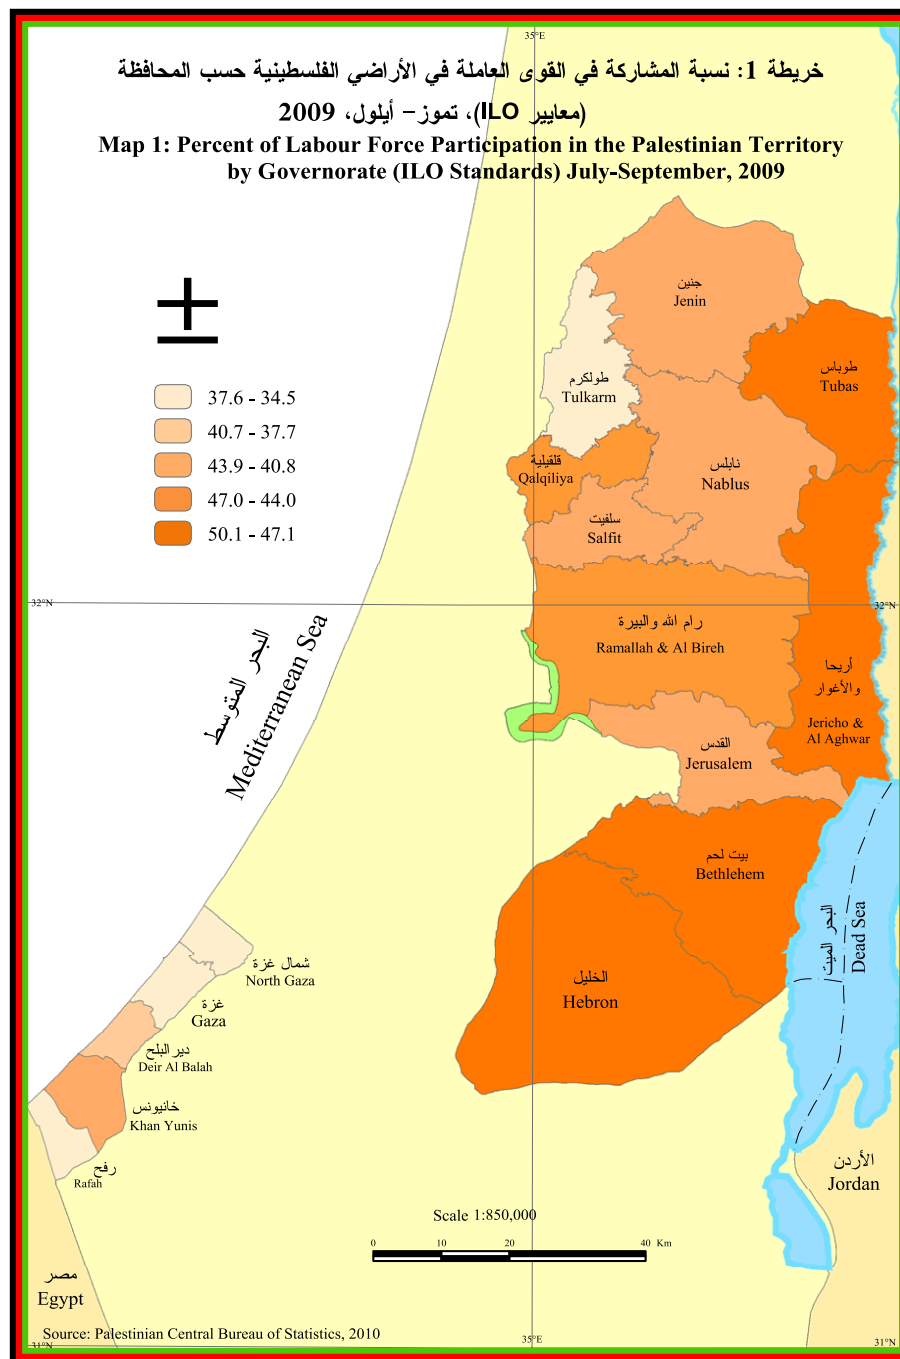 35°E
خريطة 1: نسبة المشاركة في القوى العاملة في الأراضي الفلسطينية حسب المحافظة
(معايير ILO)، تموز- أيلول، 2009
Map 1: Percent of Labour Force Participation in the Palestinian Territory
by Governorate (ILO Standards) July-September, 2009
37.6 - 34.5
40.7 - 37.7
43.9 - 40.8
47.0 - 44.0
50.1 - 47.1
جنين
Jenin
طوباس
Tubas
طولكرم
Tulkarm
قلقيلية
Qalqiliya
نابلس
Nablus
سلفيت
Salfit
32°N
32°N
رام الله والبيرة
Ramallah & Al Bireh
أريحا
والأغوار
Jericho &
Al Aghwar
القدس
Jerusalem
البحر المتوسط
Mediterranean Sea
بيت لحم
Bethlehem
الخليل
Hebron
البحر الميت
Dead Sea
شمال غزة
North Gaza
غزة
Gaza
دير البلح
Deir Al Balah
خانيونس
Khan Yunis
رفح
Rafah
الأردن
Jordan
Scale 1:850,000
0 10 20 40 Km
مصر
Egypt
Source: Palestinian Central Bureau of Statistics, 2010
31°N
35°E
31°N